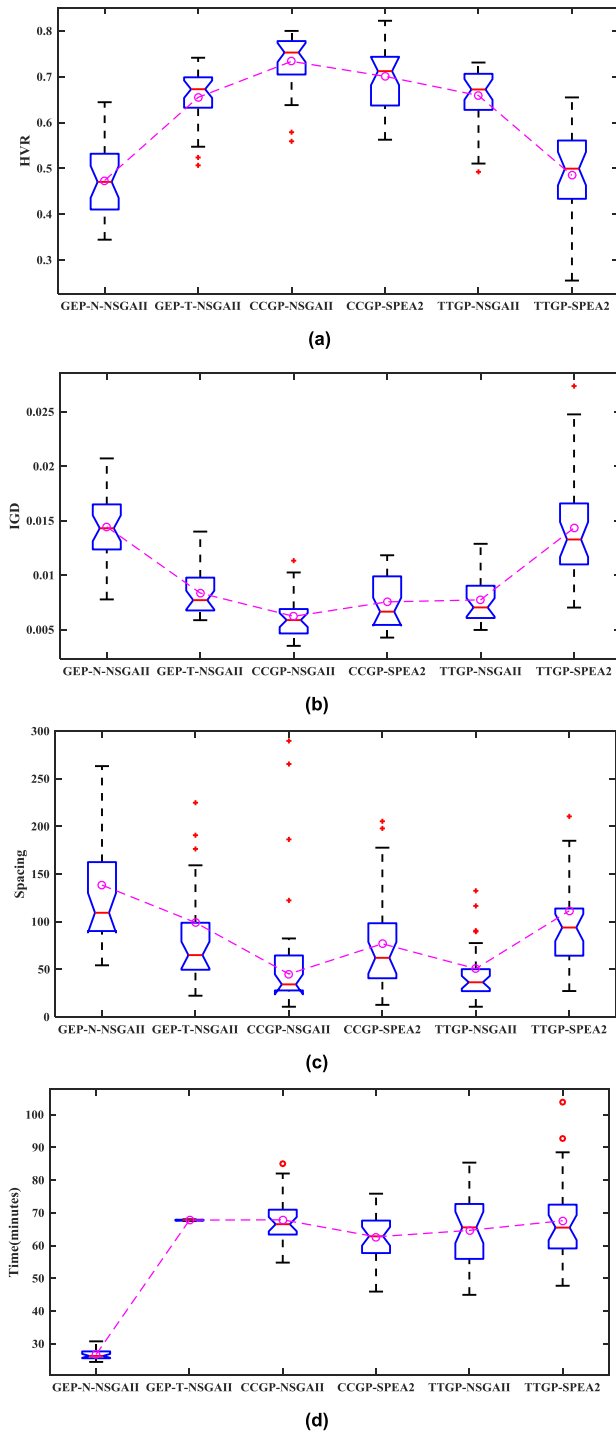 0.8
0.7
0.6
0.5
0.4
0.3
HVR
GEP-N-NSGAII GEP-T-NSGAII CCGP-NSGAII CCGP-SPEA2 TTGP-NSGAII TTGP-SPEA2
(a)
0.025
0.02
0.015
0.01
0.005
IGD
GEP-N-NSGAII GEP-T-NSGAII CCGP-NSGAII CCGP-SPEA2 TTGP-NSGAII TTGP-SPEA2
(b)
300
250
200
150
100
50
0
Spacing
GEP-N-NSGAII GEP-T-NSGAII CCGP-NSGAII CCGP-SPEA2 TTGP-NSGAII TTGP-SPEA2
(c)
100
90
80
70
60
50
40
30
Time(minutes)
GEP-N-NSGAII GEP-T-NSGAII CCGP-NSGAII CCGP-SPEA2 TTGP-NSGAII TTGP-SPEA2
(d)